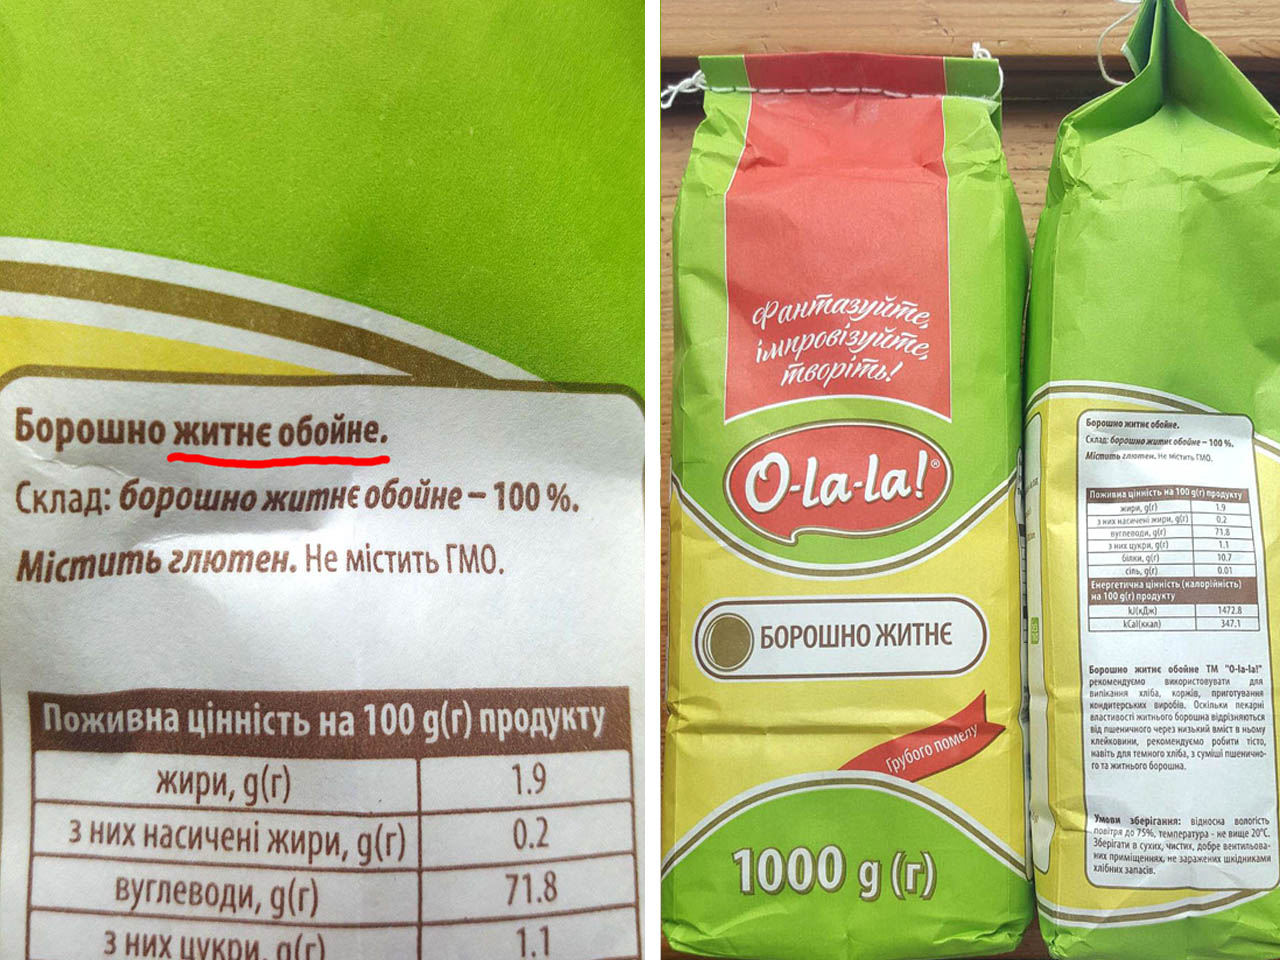 Борошно житнє обойне.
Склад: борошно житнє обойне – 100 %.
Містить глютен. Не містить ГМО.
Поживна цінність на 100 g(г) продукту
жири, g(г) 1.9
з них насичені жири, g(г) 0.2
вуглеводи, g(г) 71.8
з них цукри, g(г) 1.1
Фантазуйте,
імпровізуйте,
творіть!
O-la-la!®
БОРОШНО ЖИТНЄ
Грубого помелу
1000 g (г)
Борошно житнє обойне.
Склад: борошно житнє обойне – 100 %.
Містить глютен. Не містить ГМО.
Поживна цінність на 100 g(г) продукту
жири, g(г) 1.9
з них насичені жири, g(г) 0.2
вуглеводи, g(г) 71.8
з них цукри, g(г) 1.1
білки, g(г) 10.7
сіль, g(г) 0.01
Енергетична цінність (калорійність)
на 100 g(г) продукту
kJ(кДж) 1472.8
kCal(ккал) 347.1
Борошно житнє обойне ТМ "O-la-la!"
рекомендуємо використовувати для
випікання хліба, коржів, приготування
кондитерських виробів. Оскільки пекарні
властивості житнього борошна відрізняються
від пшеничного через низький вміст в ньому
клейковини, рекомендуємо робити тісто,
навіть для темного хліба, з суміші пшенично-
го та житнього борошна.
Умови зберігання: відносна вологість
повітря до 75%, температура - не вище 20°С.
Зберігати в сухих, чистих, добре вентильова-
них приміщеннях, не заражених шкідниками
хлібних запасів.